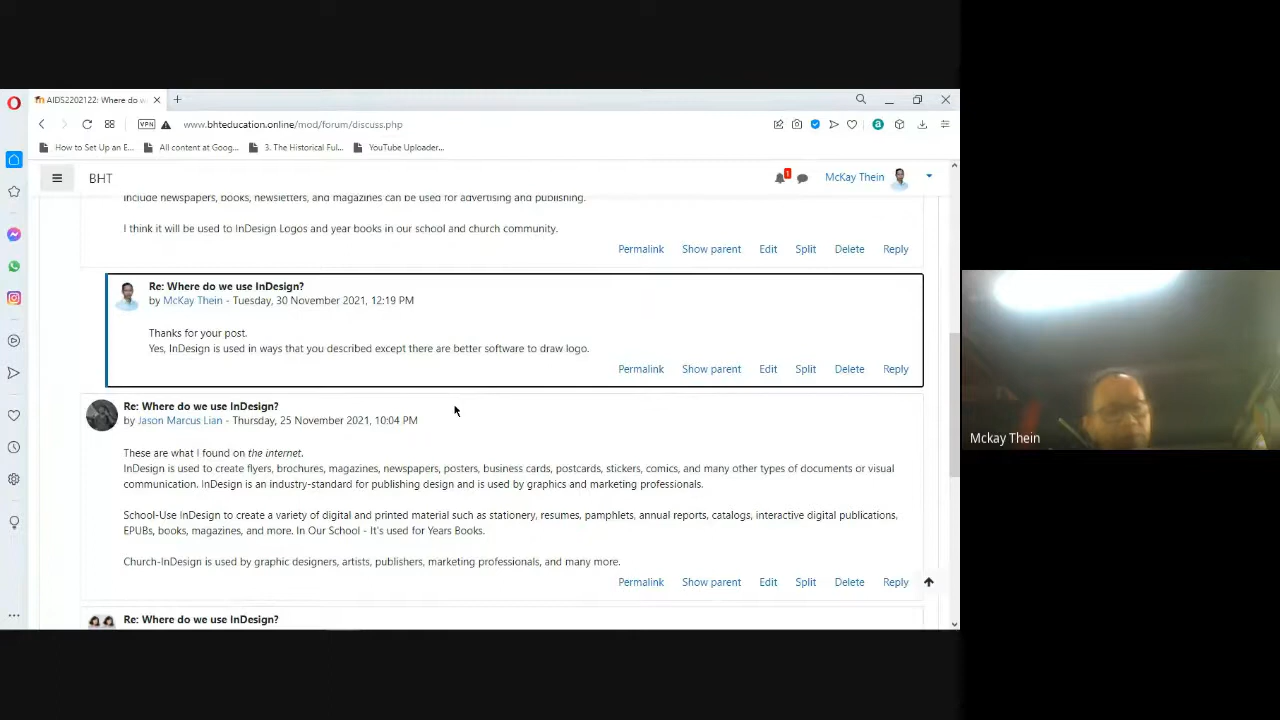 AIDS2202122: Where do w
www.bhteducation.online/mod/forum/discuss.php
VPN
How to Set Up an E...
All content at Goog...
3. The Historical Ful...
YouTube Uploader...
BHT
1
McKay Thein
include newspapers, books, newsletters, and magazines can be used for advertising and publishing.
I think it will be used to InDesign Logos and year books in our school and church community.
Permalink Show parent Edit Split Delete Reply
Re: Where do we use InDesign?
by McKay Thein - Tuesday, 30 November 2021, 12:19 PM
Thanks for your post.
Yes, InDesign is used in ways that you described except there are better software to draw logo.
Permalink Show parent Edit Split Delete Reply
Re: Where do we use InDesign?
by Jason Marcus Lian - Thursday, 25 November 2021, 10:04 PM
These are what I found on the internet.
InDesign is used to create flyers, brochures, magazines, newspapers, posters, business cards, postcards, stickers, comics, and many other types of documents or visual
communication. InDesign is an industry-standard for publishing design and is used by graphics and marketing professionals.
School-Use InDesign to create a variety of digital and printed material such as stationery, resumes, pamphlets, annual reports, catalogs, interactive digital publications,
EPUBs, books, magazines, and more. In Our School - It's used for Years Books.
Church-InDesign is used by graphic designers, artists, publishers, marketing professionals, and many more.
Permalink Show parent Edit Split Delete Reply
Re: Where do we use InDesign?
Mckay Thein